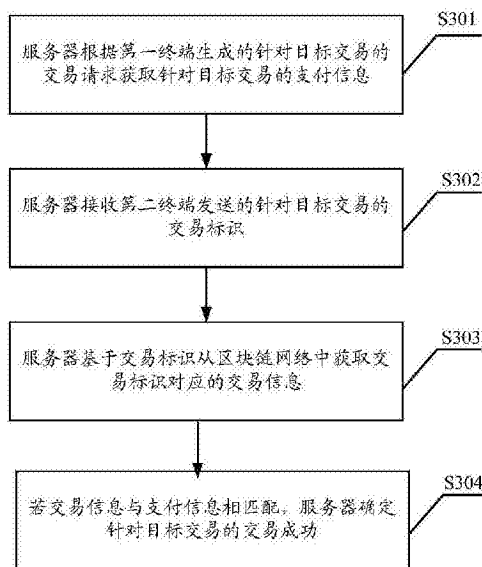 S301
服务器根据第一终端生成的针对目标交易的
交易请求获取针对目标交易的支付信息
S302
服务器接收第二终端发送的针对目标交易的
交易标识
S303
服务器基于交易标识从区块链网络中获取交
易标识对应的交易信息
S304
若交易信息与支付信息相匹配，服务器确定
针对目标交易的交易成功